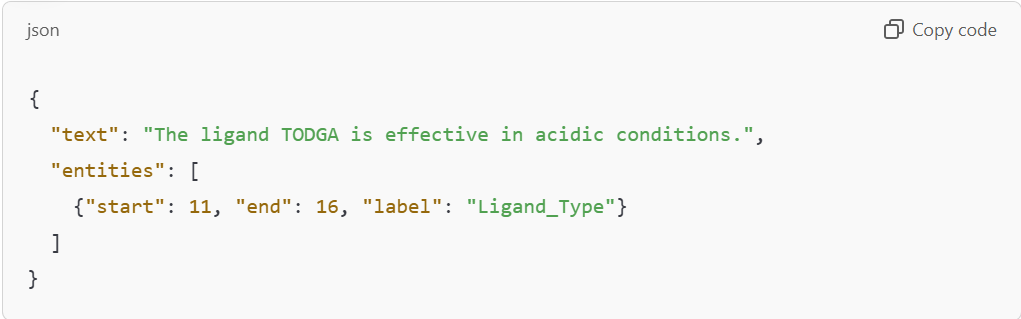 json
Copy code
{
"text": "The ligand TODGA is effective in acidic conditions.",
"entities": [
{"start": 11, "end": 16, "label": "Ligand_Type"}
]
}